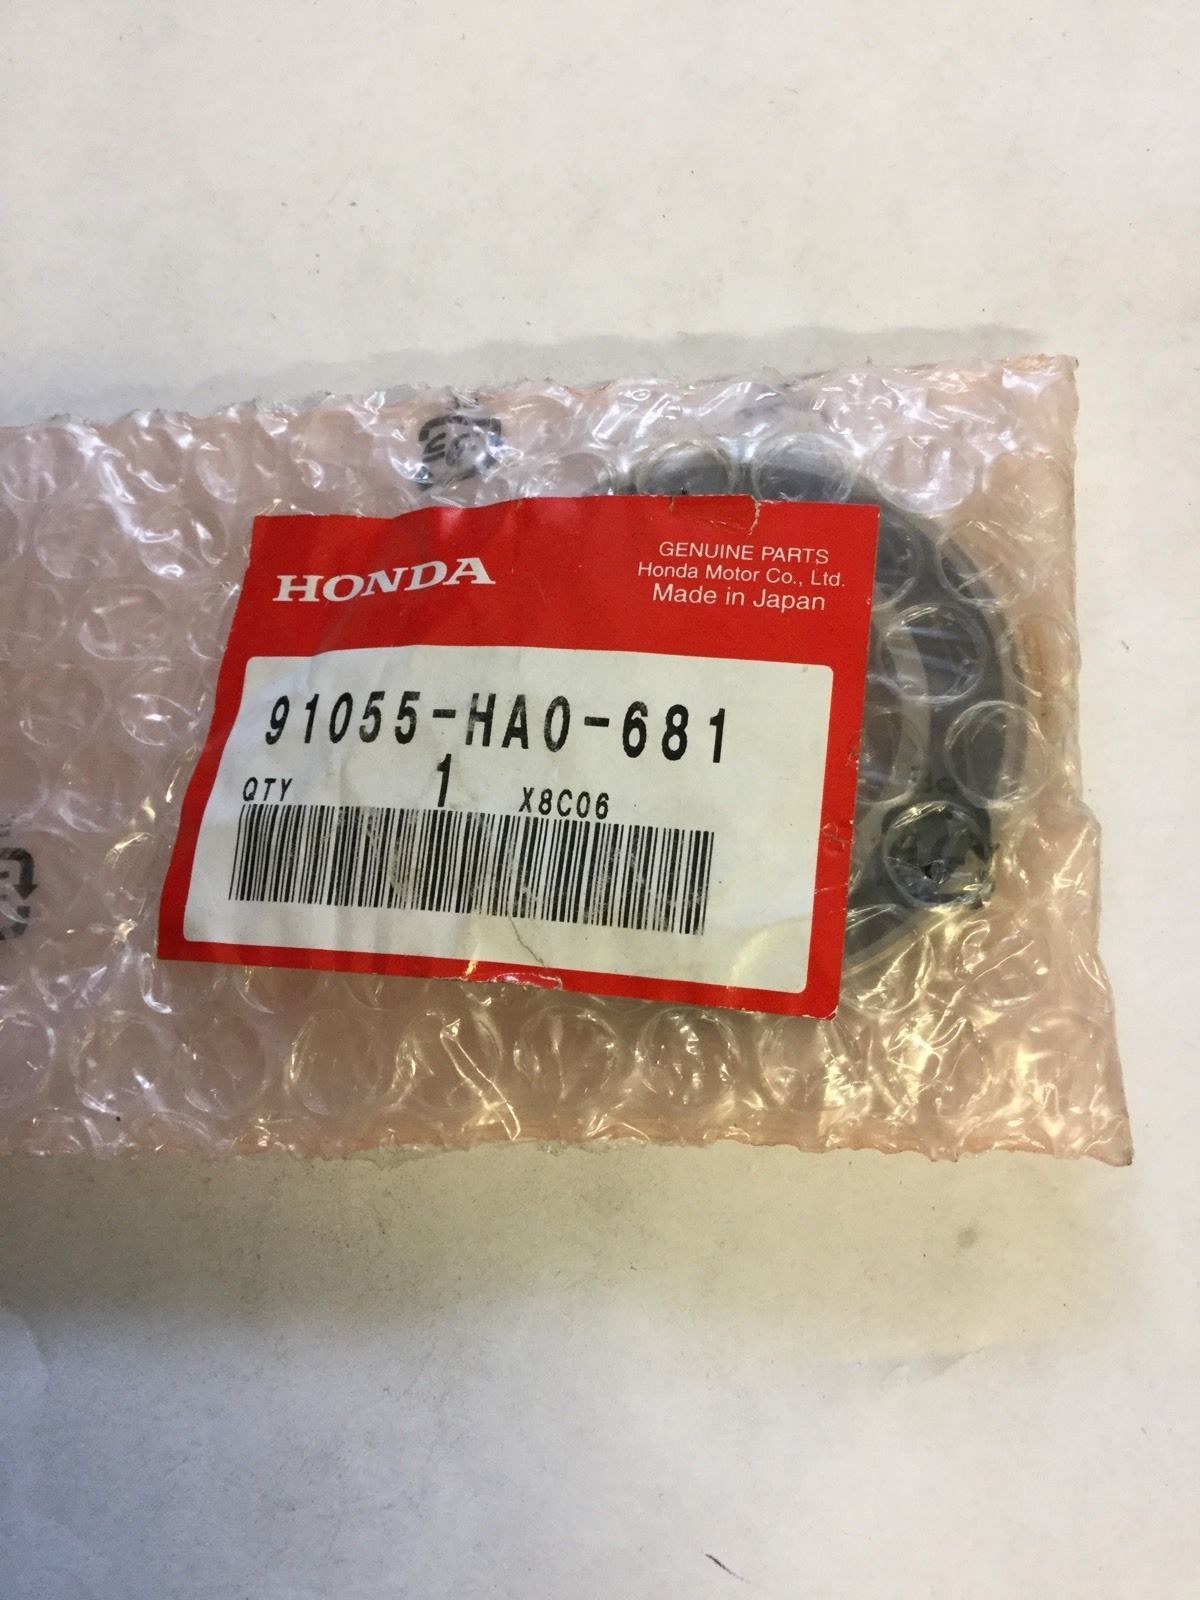 HONDA
GENUINE PARTS
Honda Motor Co., Ltd.
Made in Japan
91055-HA0-681
QTY 1 X8C06